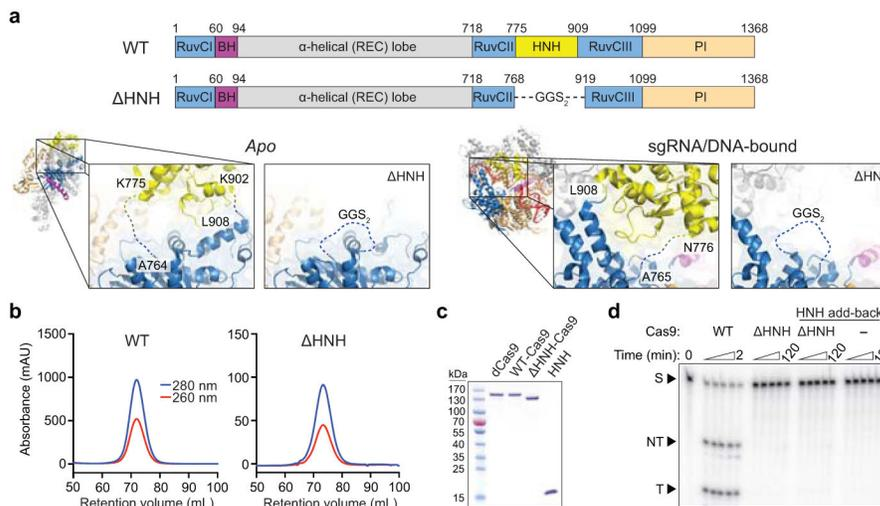 a
1 60 94 718 775 909 1099 1368
WT RuvCI BH α-helical (REC) lobe RuvCII HNH RuvCIII PI
1 60 94 718 768 919 1099 1368
ΔHNH RuvCI BH α-helical (REC) lobe RuvCII GGS2 RuvCIII PI
Apo
K775 K902
L908
A764
ΔHNH
GGS2
sgRNA/DNA-bound
L908
N776
A765
GGS2
b
WT
Absorbance (mAU)
1500
1000
500
0
280 nm
260 nm
50 60 70 80 90 100
Retention volume (mL)
ΔHNH
150
100
50
0
50 60 70 80 90 100
Retention volume (mL)
c
dCas9
WT-Cas9
ΔHNH-Cas9
HNH
kDa
170
130
100
70
55
40
35
25
15
d
HNH add-back
Cas9: WT ΔHNH ΔHNH –
Time (min): 0 2 120 120
S
NT
T